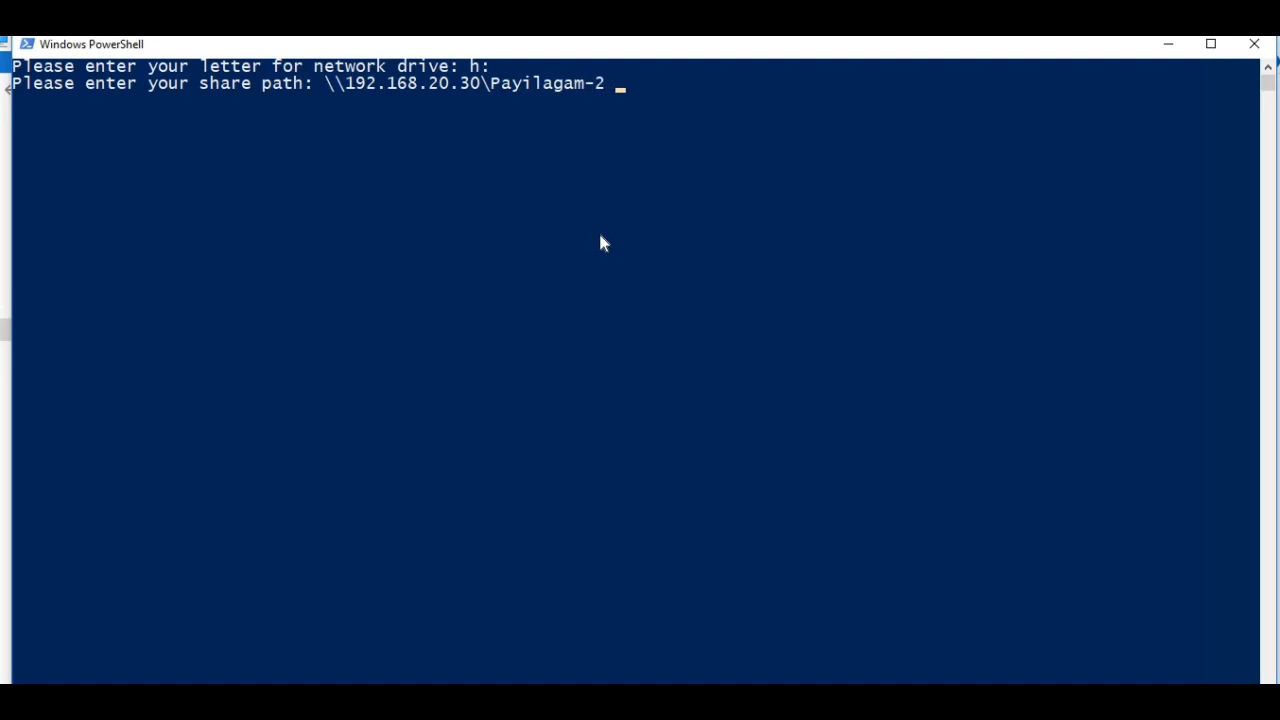 Windows PowerShell
Please enter your letter for network drive: h:
Please enter your share path: \\192.168.20.30\Payilagam-2